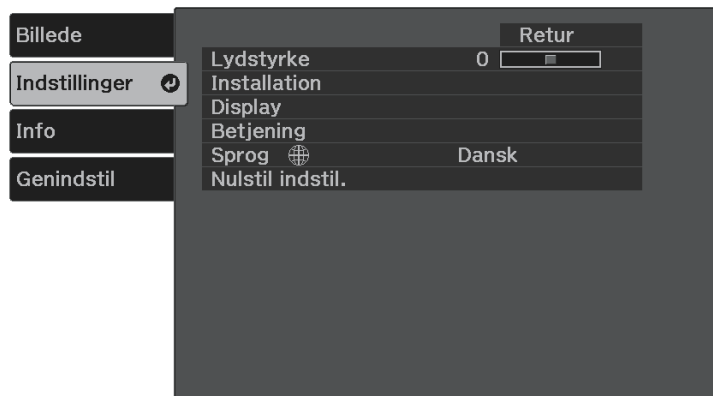 Billede
Indstillinger
Info
Genindstil
Retur
Lydstyrke 0
Installation
Display
Betjening
Sprog Dansk
Nulstil indstil.